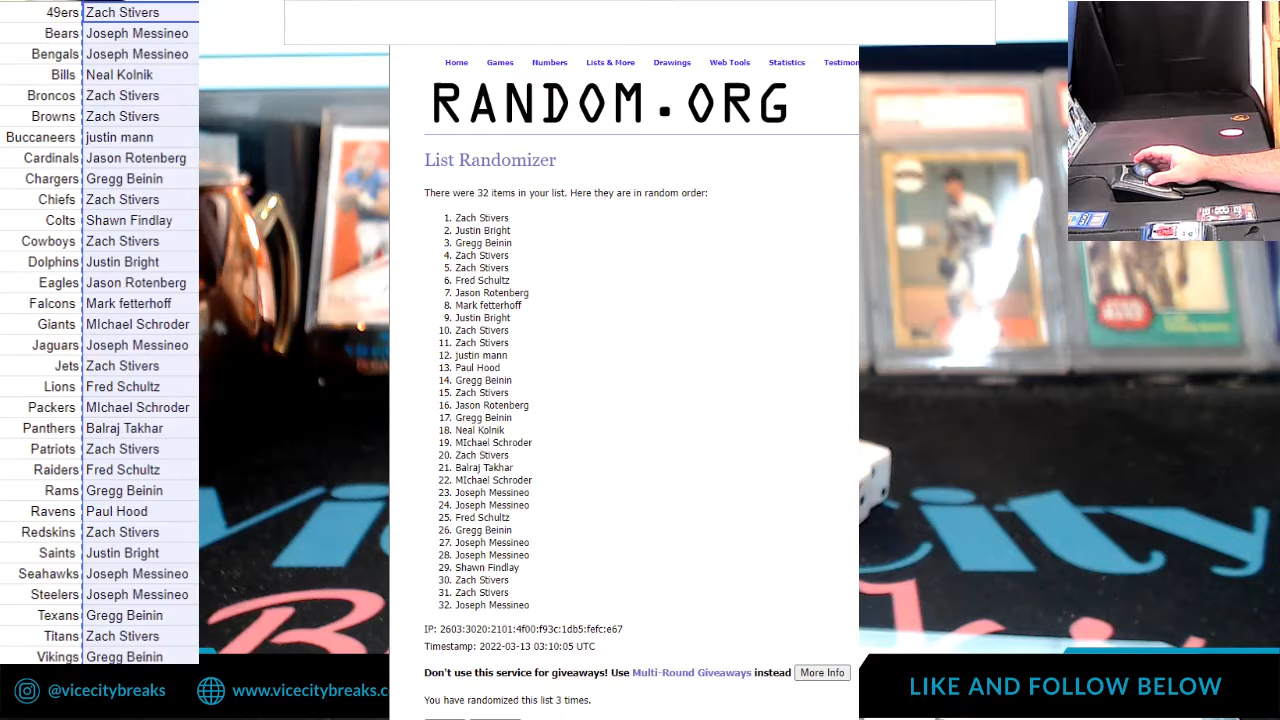 49ers Zach Stivers
Bears Joseph Messineo
Bengals Joseph Messineo
Bills Neal Kolnik
Broncos Zach Stivers
Browns Zach Stivers
Buccaneers justin mann
Cardinals Jason Rotenberg
Chargers Gregg Beinin
Chiefs Zach Stivers
Colts Shawn Findlay
Cowboys Zach Stivers
Dolphins Justin Bright
Eagles Jason Rotenberg
Falcons Mark fetterhoff
Giants MIchael Schroder
Jaguars Joseph Messineo
Jets Zach Stivers
Lions Fred Schultz
Packers MIchael Schroder
Panthers Balraj Takhar
Patriots Zach Stivers
Raiders Fred Schultz
Rams Gregg Beinin
Ravens Paul Hood
Redskins Zach Stivers
Saints Justin Bright
Seahawks Joseph Messineo
Steelers Joseph Messineo
Texans Gregg Beinin
Titans Zach Stivers
Vikings Gregg Beinin
Home Games Numbers Lists & More Drawings Web Tools Statistics Testimon
RANDOM.ORG
List Randomizer
There were 32 items in your list. Here they are in random order:
1. Zach Stivers
2. Justin Bright
3. Gregg Beinin
4. Zach Stivers
5. Zach Stivers
6. Fred Schultz
7. Jason Rotenberg
8. Mark fetterhoff
9. Justin Bright
10. Zach Stivers
11. Zach Stivers
12. justin mann
13. Paul Hood
14. Gregg Beinin
15. Zach Stivers
16. Jason Rotenberg
17. Gregg Beinin
18. Neal Kolnik
19. MIchael Schroder
20. Zach Stivers
21. Balraj Takhar
22. MIchael Schroder
23. Joseph Messineo
24. Joseph Messineo
25. Fred Schultz
26. Gregg Beinin
27. Joseph Messineo
28. Joseph Messineo
29. Shawn Findlay
30. Zach Stivers
31. Zach Stivers
32. Joseph Messineo
IP: 2603:3020:2101:4f00:f93c:1db5:fefc:e67
Timestamp: 2022-03-13 03:10:05 UTC
Don't use this service for giveaways! Use Multi-Round Giveaways instead More Info
You have randomized this list 3 times.
@vicecitybreaks www.vicecitybreaks.c
LIKE AND FOLLOW BELOW